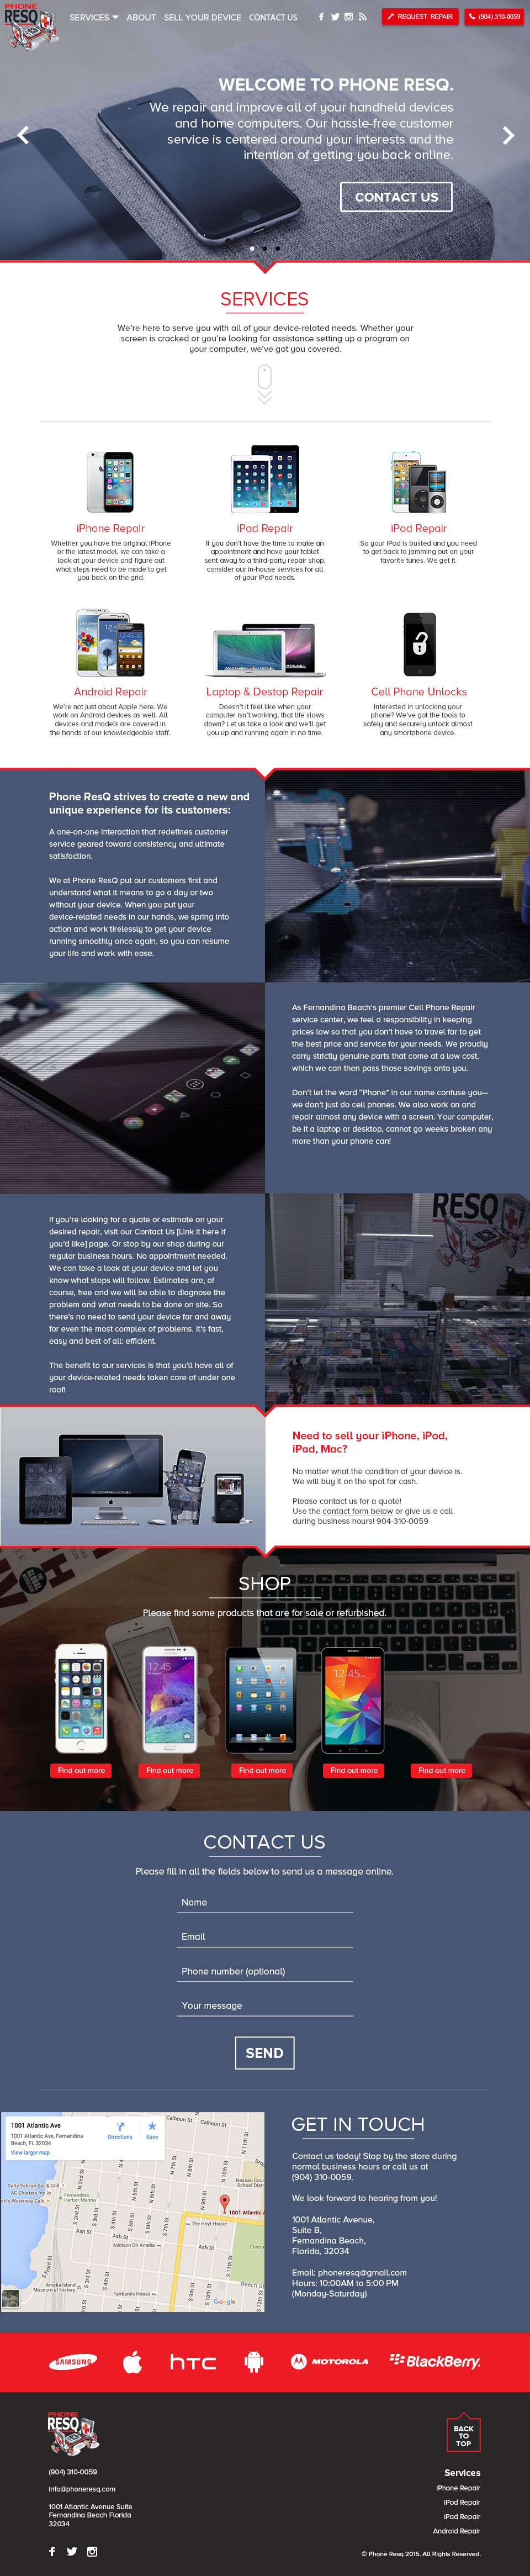 PHONE
RESQ
SERVICES
ABOUT
SELL YOUR DEVICE
CONTACT US
REQUEST REPAIR
(904) 310-0059
WELCOME TO PHONE RESQ.
We repair and improve all of your handheld devices
and home computers. Our hassle-free customer
service is centered around your interests and the
intention of getting you back online.
CONTACT US
SERVICES
We're here to serve you with all of your device-related needs. Whether your
screen is cracked or you're looking for assistance setting up a program on
your computer, we've got you covered.
iPhone Repair
Whether you have the original iPhone
or the latest model, we can take a
look at your device and figure out
what steps need to be made to get
you back on the grid.
iPad Repair
If you don't have the time to make an
appointment and have your tablet
sent away to a third-party repair shop,
consider our in-house services for all
of your iPad needs.
iPod Repair
So your iPod is busted and you need
to get back to jamming out on your
favorite tunes. We get it.
Android Repair
We're not just about Apple here. We
work on Android devices as well. All
devices and models are covered in
the hands of our knowledgeable staff.
Laptop & Destop Repair
Doesn't it feel like when your
computer isn't working, that life slows
down? Let us take a look and we'll get
you up and running again in no time.
Cell Phone Unlocks
Interested in unlocking your
phone? We've got the tools to
safely and securely unlock almost
any smartphone device.
Phone ResQ strives to create a new and
unique experience for its customers:
A one-on-one interaction that redefines customer
service geared toward consistency and ultimate
satisfaction.
We at Phone ResQ put our customers first and
understand what it means to go a day or two
without your device. When you put your
device-related needs in our hands, we spring into
action and work tirelessly to get your device
running smoothly once again, so you can resume
your life and work with ease.
As Fernandina Beach's premier Cell Phone Repair
service center, we feel a responsibility in keeping
prices low so that you don't have to travel far to get
the best price and service for your needs. We proudly
carry strictly genuine parts that come at a low cost,
which we can then pass those savings onto you.
Don't let the word "Phone" in our name confuse you—
we don't just do cell phones. We also work on and
repair almost any device with a screen. Your computer,
be it a laptop or desktop, cannot go weeks broken any
more than your phone can!
If you're looking for a quote or estimate on your
desired repair, visit our Contact Us [Link it here if
you'd like] page. Or stop by our shop during our
regular business hours. No appointment needed.
We can take a look at your device and let you
know what steps will follow. Estimates are, of
course, free and we will be able to diagnose the
problem and what needs to be done on site. So
there's no need to send your device far and away
for even the most complex of problems. It's fast,
easy and best of all: efficient.
The benefit to our services is that you'll have all of
your device-related needs taken care of under one
roof!
RESQ
Need to sell your iPhone, iPod,
iPad, Mac?
No matter what the condition of your device is.
We will buy it on the spot for cash.
Please contact us for a quote!
Use the contact form below or give us a call
during business hours! 904-310-0059
SHOP
Please find some products that are for sale or refurbished.
12:45
12:45
Find out more
Find out more
Find out more
Find out more
Find out more
CONTACT US
Please fill in all the fields below to send us a message online.
Name
Email
Phone number (optional)
Your message
SEND
1001 Atlantic Ave
1001 Atlantic Ave, Fernandina
Beach, FL 32034
View larger map
Directions
Save
Calhoun St
Fernandina
Harbor Marine
Ash St
Addison On Amelia
The Hoyt House
1001 Atlantic A
Amelia Island
Museum of History
Fairbanks House
Beech St
Google
GET IN TOUCH
Contact us today! Stop by the store during
normal business hours or call us at
(904) 310-0059.
We look forward to hearing from you!
1001 Atlantic Avenue,
Suite B,
Fernandina Beach,
Florida, 32034
Email: phoneresq@gmail.com
Hours: 10:00AM to 5:00 PM
(Monday-Saturday)
SAMSUNG
hTC
MOTOROLA
BlackBerry.
PHONE
RESQ
(904) 310-0059
info@phoneresq.com
1001 Atlantic Avenue Suite
Fernandina Beach Florida
32034
BACK
TO
TOP
Services
iPhone Repair
iPod Repair
iPad Repair
Android Repair
© Phone Resq 2015. All Rights Reserved.